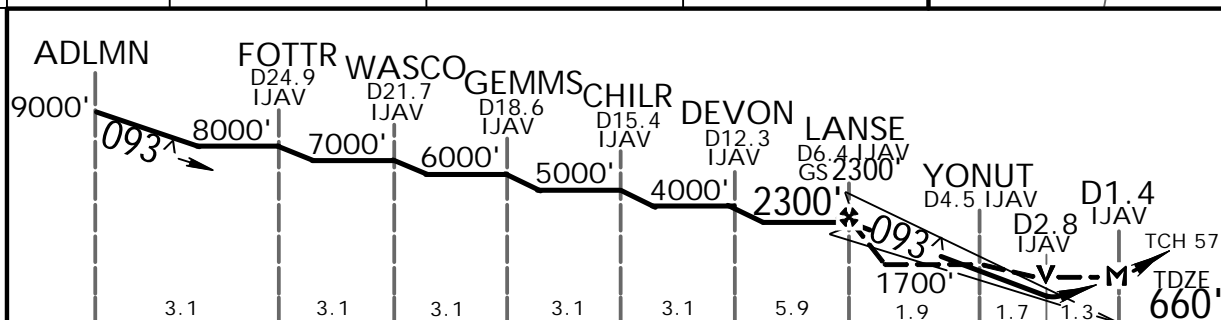 ADLMN
9000'
093^
FOTTR
D24.9
IJAV
8000'
WASCO
D21.7
IJAV
7000'
GEMMS
D18.6
IJAV
6000'
CHILR
D15.4
IJAV
5000'
DEVON
D12.3
IJAV
4000'
LANSE
D6.4 IJAV
GS 2300'
2300'
093^
1700'
YONUT
D4.5 IJAV
D2.8
IJAV
V
D1.4
IJAV
M
TCH 57
TDZE
660'
3.1
3.1
3.1
3.1
3.1
5.9
1.9
1.7
1.3